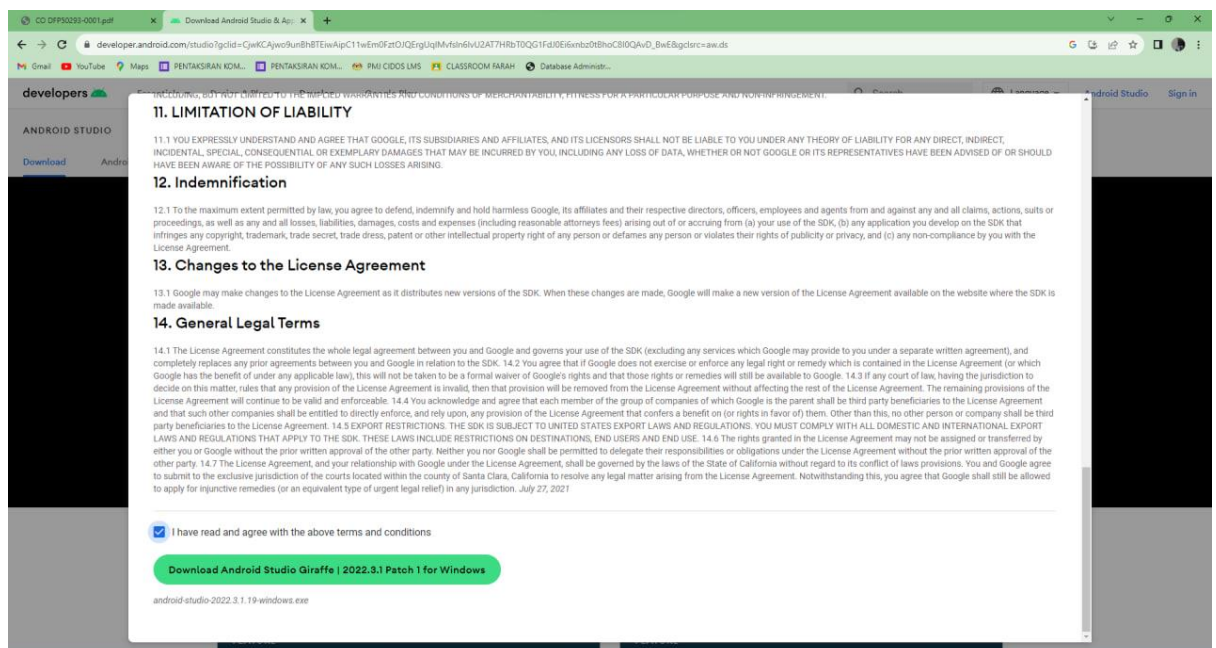 CO DFP50293-0001.pdf
Download Android Studio & Ap
developer.android.com/studio?gclid=
Gmail YouTube Maps PENTAKSIRAN KOM... PENTAKSIRAN KOM... PMJ CIDOS LMS CLASSROOM FARAH Database Administr...
developers
Search
Language
Android Studio
Sign in
ANDROID STUDIO
Download
Andro
INCLUDING, BUT NOT LIMITED TO THE IMPLIED WARRANTIES AND CONDITIONS OF MERCHANTABILITY, FITNESS FOR A PARTICULAR PURPOSE AND NON-INFRINGEMENT.
11. LIMITATION OF LIABILITY
11.1 YOU EXPRESSLY UNDERSTAND AND AGREE THAT GOOGLE, ITS SUBSIDIARIES AND AFFILIATES, AND ITS LICENSORS SHALL NOT BE LIABLE TO YOU UNDER ANY THEORY OF LIABILITY FOR ANY DIRECT, INDIRECT,
INCIDENTAL, SPECIAL, CONSEQUENTIAL OR EXEMPLARY DAMAGES THAT MAY BE INCURRED BY YOU, INCLUDING ANY LOSS OF DATA, WHETHER OR NOT GOOGLE OR ITS REPRESENTATIVES HAVE BEEN ADVISED OF OR SHOULD
HAVE BEEN AWARE OF THE POSSIBILITY OF ANY SUCH LOSSES ARISING.
12. Indemnification
12.1 To the maximum extent permitted by law, you agree to defend, indemnify and hold harmless Google, its affiliates and their respective directors, officers, employees and agents from and against any and all claims, actions, suits or
proceedings, as well as any and all losses, liabilities, damages, costs and expenses (including reasonable attorneys fees) arising out of or accruing from (a) your use of the SDK, (b) any application you develop on the SDK that
infringes any copyright, trademark, trade secret, trade dress, patent or other intellectual property right of any person or defames any person or violates their rights of publicity or privacy, and (c) any non-compliance by you with the
License Agreement.
13. Changes to the License Agreement
13.1 Google may make changes to the License Agreement as it distributes new versions of the SDK. When these changes are made, Google will make a new version of the License Agreement available on the website where the SDK is
made available.
14. General Legal Terms
14.1 The License Agreement constitutes the whole legal agreement between you and Google and governs your use of the SDK (excluding any services which Google may provide to you under a separate written agreement), and
completely replaces any prior agreements between you and Google in relation to the SDK. 14.2 You agree that if Google does not exercise or enforce any legal right or remedy which is contained in the License Agreement (or which
Google has the benefit of under any applicable law), this will not be taken to be a formal waiver of Google's rights and that those rights or remedies will still be available to Google. 14.3 If any court of law, having the jurisdiction to
decide on this matter, rules that any provision of the License Agreement is invalid, then that provision will be removed from the License Agreement without affecting the rest of the License Agreement. The remaining provisions of the
License Agreement will continue to be valid and enforceable. 14.4 You acknowledge and agree that each member of the group of companies of which Google is the parent shall be third party beneficiaries to the License Agreement
and that such other companies shall be entitled to directly enforce, and rely upon, any provision of the License Agreement that confers a benefit on (or rights in favor of) them. Other than this, no other person or company shall be third
party beneficiaries to the License Agreement. 14.5 EXPORT RESTRICTIONS. THE SDK IS SUBJECT TO UNITED STATES EXPORT LAWS AND REGULATIONS. YOU MUST COMPLY WITH ALL DOMESTIC AND INTERNATIONAL EXPORT
LAWS AND REGULATIONS THAT APPLY TO THE SDK. THESE LAWS INCLUDE RESTRICTIONS ON DESTINATIONS, END USERS AND END USE. 14.6 The rights granted in the License Agreement may not be assigned or transferred by
either you or Google without the prior written approval of the other party. Neither you nor Google shall be permitted to delegate their responsibilities or obligations under the License Agreement without the prior written approval of the
other party. 14.7 The License Agreement, and your relationship with Google under the License Agreement, shall be governed by the laws of the State of California without regard to its conflict of laws provisions. You and Google agree
to submit to the exclusive jurisdiction of the courts located within the county of Santa Clara, California to resolve any legal matter arising from the License Agreement. Notwithstanding this, you agree that Google shall still be allowed
to apply for injunctive remedies (or an equivalent type of urgent legal relief) in any jurisdiction. July 27, 2021
I have read and agree with the above terms and conditions
Download Android Studio Giraffe | 2022.3.1 Patch 1 for Windows
android-studio-2022.3.1.19-windows.exe